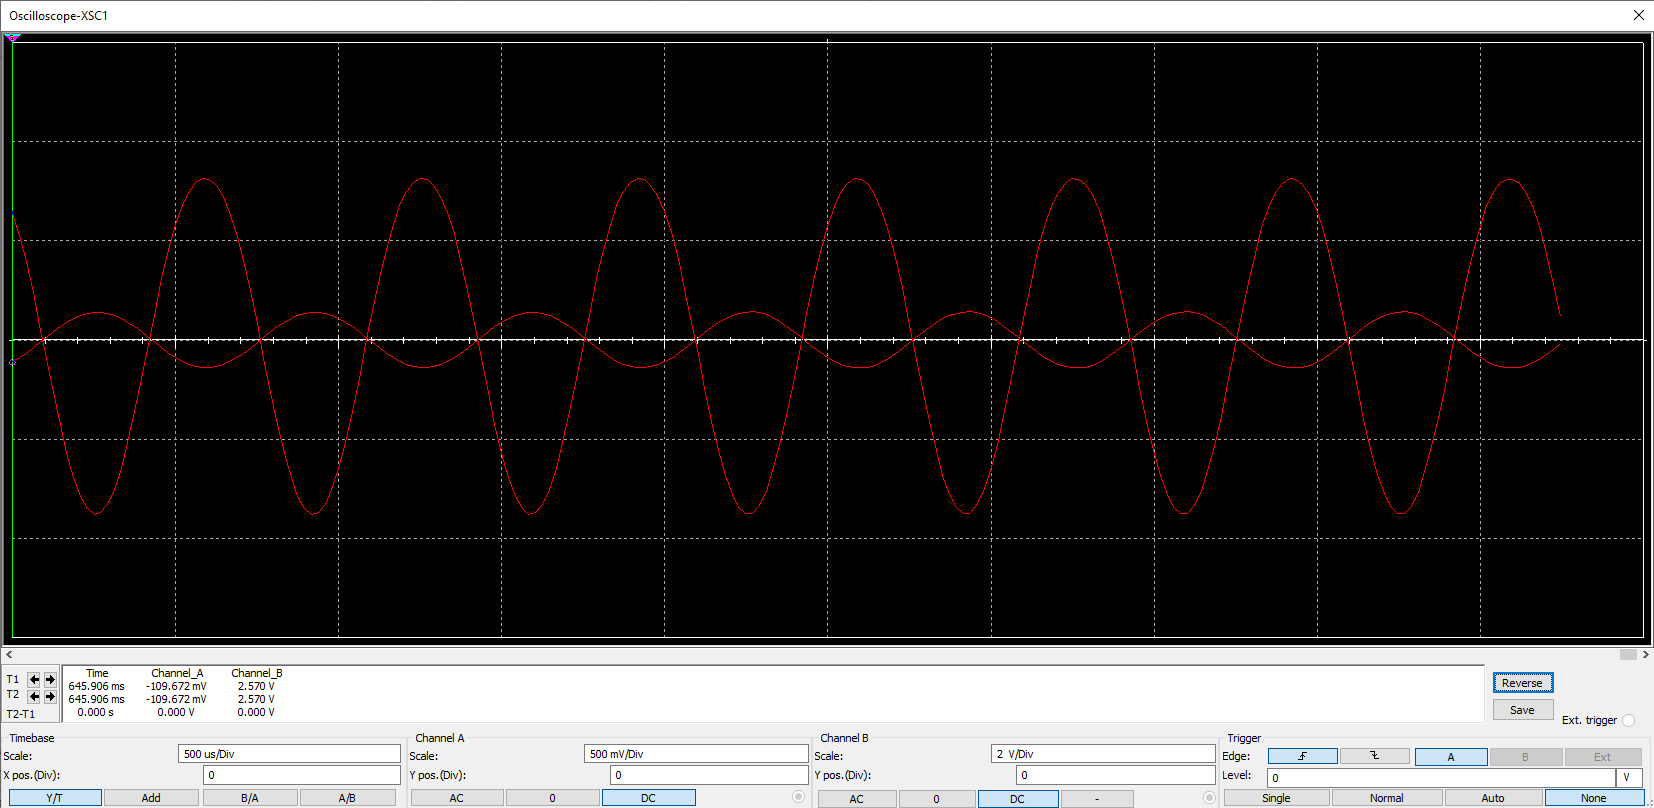 Oscilloscope-XSC1
Time Channel_A Channel_B
T1 645.906 ms -109.672 mV 2.570 V
T2 645.906 ms -109.672 mV 2.570 V
T2-T1 0.000 s 0.000 V 0.000 V
Reverse
Save
Ext. trigger
Timebase
Scale: 500 us/Div
X pos.(Div): 0
Y/T Add B/A A/B
Channel A
Scale: 500 mV/Div
Y pos.(Div): 0
AC 0 DC
Channel B
Scale: 2 V/Div
Y pos.(Div): 0
AC 0 DC -
Trigger
Edge: A B Ext
Level: 0 V
Single Normal Auto None